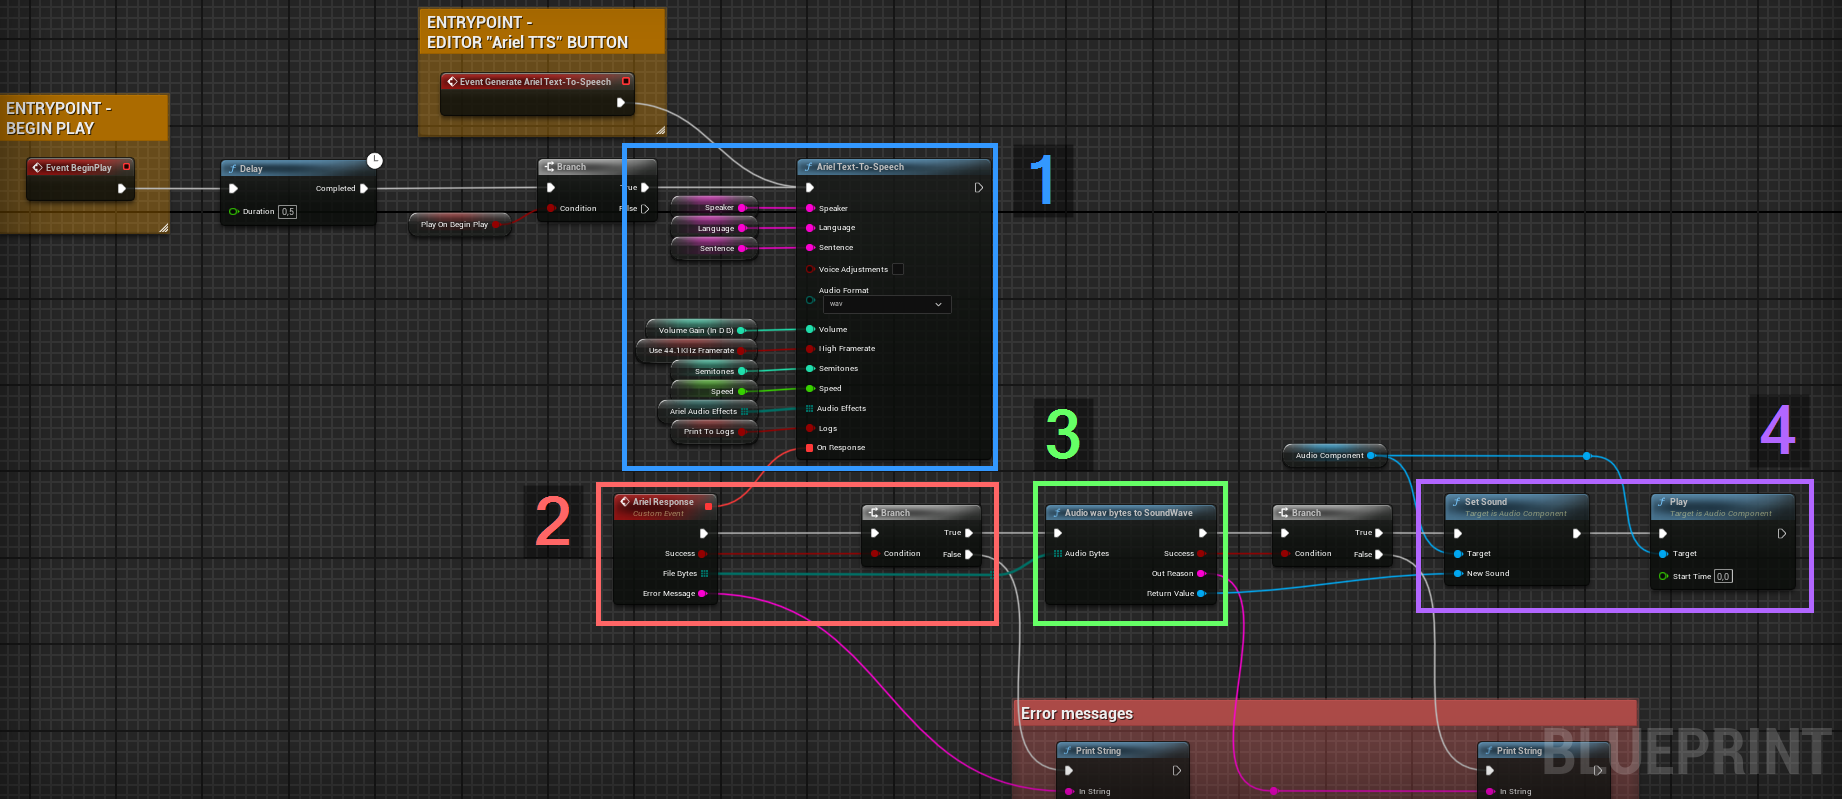 ENTRYPOINT -
EDITOR "Ariel TTS" BUTTON
Event Generate Ariel Text-To-Speech
ENTRYPOINT -
BEGIN PLAY
Event BeginPlay
Delay
Completed
Duration 0,5
Play On Begin Play
Branch
True
Condition
False
1
Ariel Text-To-Speech
Speaker
Speaker
Language
Language
Sentence
Sentence
Voice Adjustments
Audio Format
wav
Volume Gain (In D B)
Volume
Use 44.1KHz Framerate
High Framerate
Semitones
Semitones
Speed
Speed
Ariel Audio Effects
Audio Effects
Print To Logs
Logs
On Response
2
Ariel Response
Custom Event
Success
File Bytes
Error Message
Branch
True
Condition
False
3
Audio wav bytes to SoundWave
Audio Bytes
Success
Out Reason
Return Value
Branch
True
Condition
False
4
Audio Component
Set Sound
Target is Audio Component
Target
New Sound
Play
Target is Audio Component
Target
Start Time 0,0
Error messages
Print String
In String
Print String
In String
BLUEPRINT